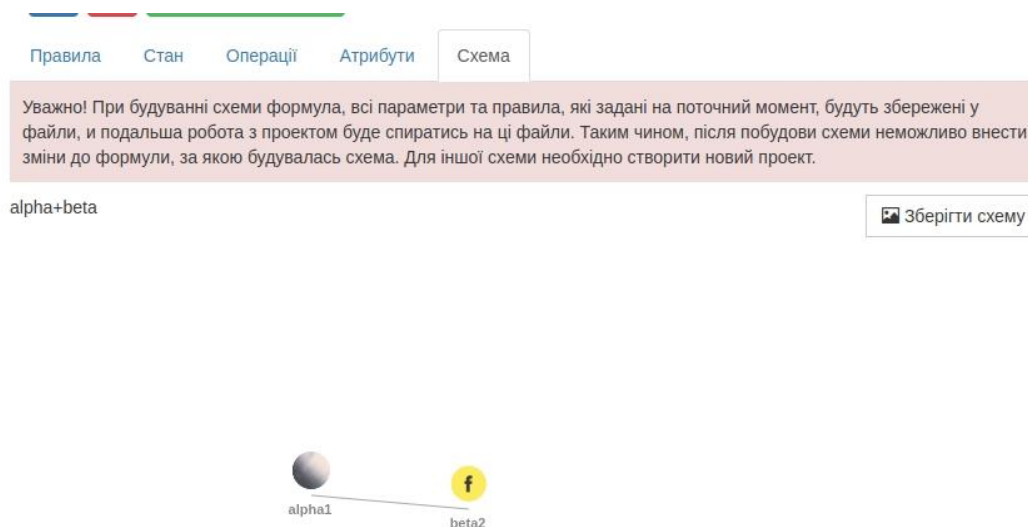 Правила Стан Операції Атрибути Схема
Уважно! При будуванні схеми формула, всі параметри та правила, які задані на поточний момент, будуть збережені у
файли, и подальша робота з проектом буде спиратись на ці файли. Таким чином, після побудови схеми неможливо внести
зміни до формули, за якою будувалась схема. Для іншої схеми необхідно створити новий проект.
alpha+beta
Зберігти схему
f
alpha1
beta2